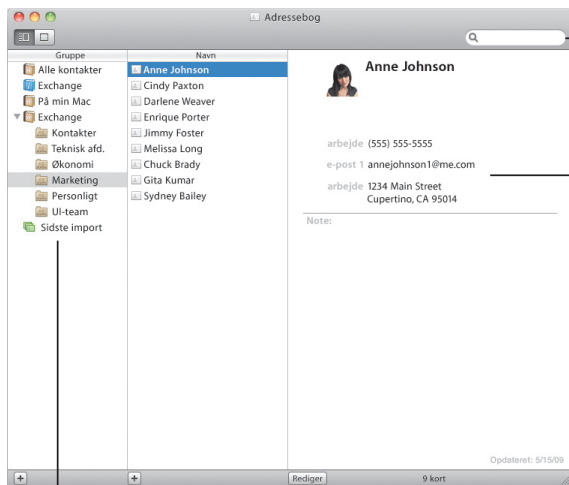 Adressebog
Gruppe
Alle kontakter
Exchange
På min Mac
Exchange
Kontakter
Teknisk afd.
Økonomi
Marketing
Personligt
UI-team
Sidste import
Navn
Anne Johnson
Cindy Paxton
Darlene Weaver
Enrique Porter
Jimmy Foster
Melissa Long
Chuck Brady
Gita Kumar
Sydney Bailey
Anne Johnson
arbejde (555) 555-5555
e-post 1 annejohnson1@me.com
arbejde 1234 Main Street
Cupertino, CA 95014
Note:
Opdateret: 5/15/09
Rediger
9 kort